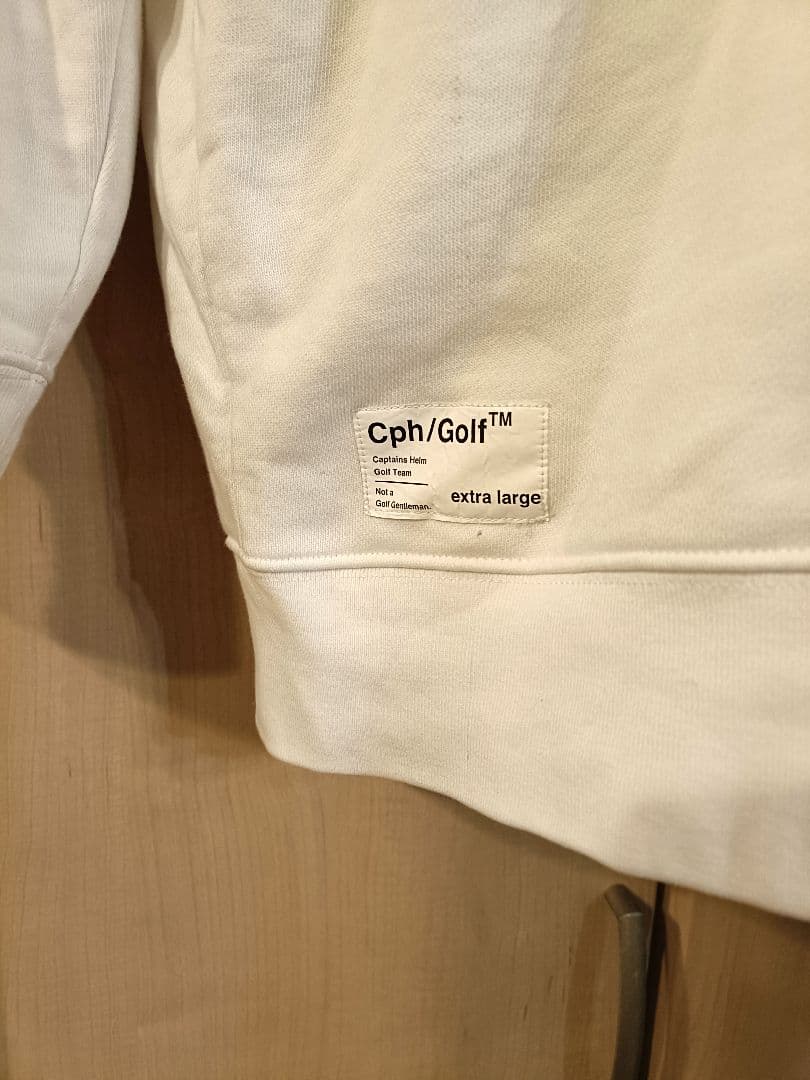 Cph/Golf™
Captains Helm
Golf Team
Not a
Golf Gentleman.
extra large